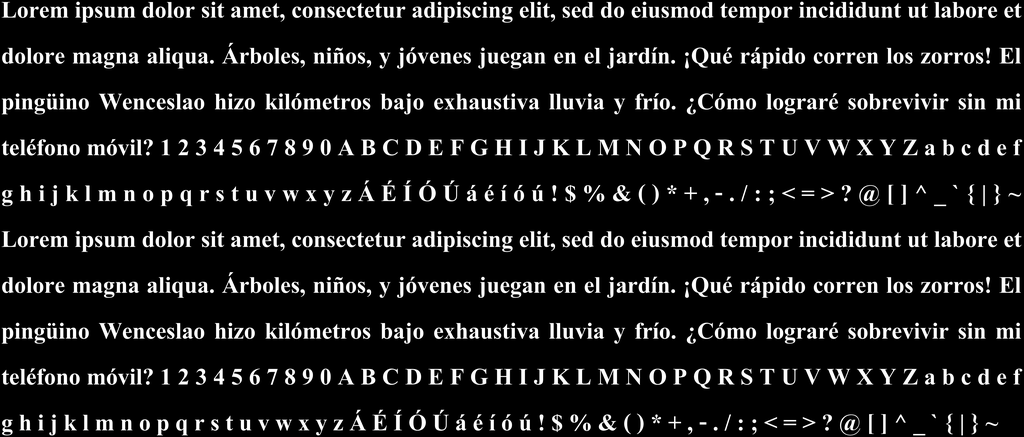 Lorem ipsum dolor sit amet, consectetur adipiscing elit, sed do eiusmod tempor incididunt ut labore et
dolore magna aliqua. Árboles, niños, y jóvenes juegan en el jardín. ¡Qué rápido corren los zorros! El
pingüino Wenceslao hizo kilómetros bajo exhaustiva lluvia y frío. ¿Cómo lograré sobrevivir sin mi
teléfono móvil? 1 2 3 4 5 6 7 8 9 0 A B C D E F G H I J K L M N O P Q R S T U V W X Y Z a b c d e f
g h i j k l m n o p q r s t u v w x y z Á É Í Ó Ú á é í ó ú ! $ % & ( ) * + , - . / : ; < = > ? @ [ ] ^ _ ` { | } ~
Lorem ipsum dolor sit amet, consectetur adipiscing elit, sed do eiusmod tempor incididunt ut labore et
dolore magna aliqua. Árboles, niños, y jóvenes juegan en el jardín. ¡Qué rápido corren los zorros! El
pingüino Wenceslao hizo kilómetros bajo exhaustiva lluvia y frío. ¿Cómo lograré sobrevivir sin mi
teléfono móvil? 1 2 3 4 5 6 7 8 9 0 A B C D E F G H I J K L M N O P Q R S T U V W X Y Z a b c d e f
g h i j k l m n o p q r s t u v w x y z Á É Í Ó Ú á é í ó ú ! $ % & ( ) * + , - . / : ; < = > ? @ [ ] ^ _ ` { | } ~